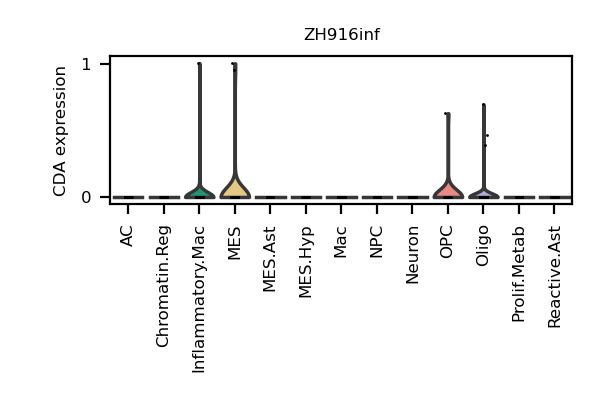 ZH916inf
CDA expression
1
0
AC
Chromatin.Reg
Inflammatory.Mac
MES
MES.Ast
MES.Hyp
Mac
NPC
Neuron
OPC
Oligo
Prolif.Metab
Reactive.Ast